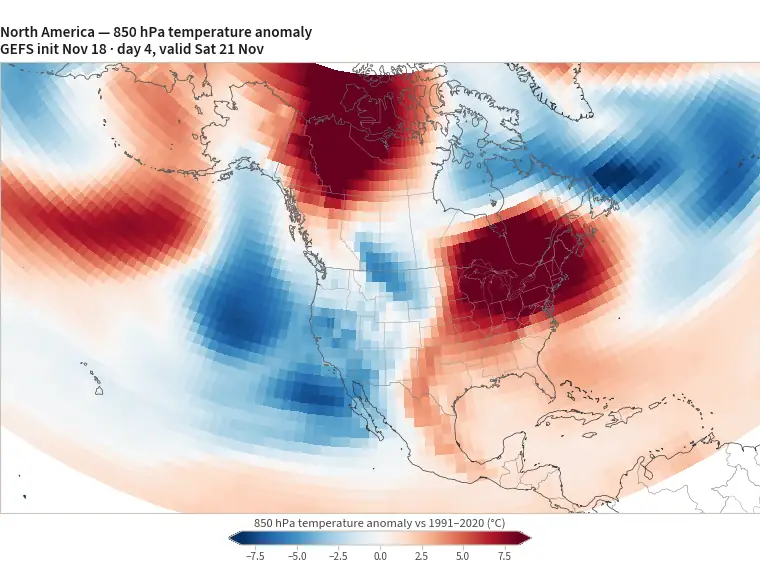 North America — 850 hPa temperature anomaly
GEFS init Nov 18 · day 4, valid Sat 21 Nov
850 hPa temperature anomaly vs 1991–2020 (°C)
−7.5 −5.0 −2.5 0.0 2.5 5.0 7.5